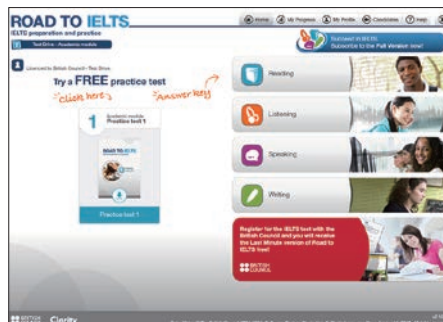 ROAD TO IELTS
IELTS preparation and practice
Home My Progress My Profile Candidates Help
Test Drive - Academic module
Succeed in IELTS
Subscribe to the Full Version now!
Licenced to British Council - Test Drive
Try a FREE practice test
click here
Answer key
1
Academic module
Practice test 1
ROAD TO IELTS
Practice test 1
Reading
Listening
Speaking
Writing
Register for the IELTS test with the
British Council and you will receive
the Last Minute version of Road to
IELTS free!
BRITISH
COUNCIL
BRITISH
Clarity